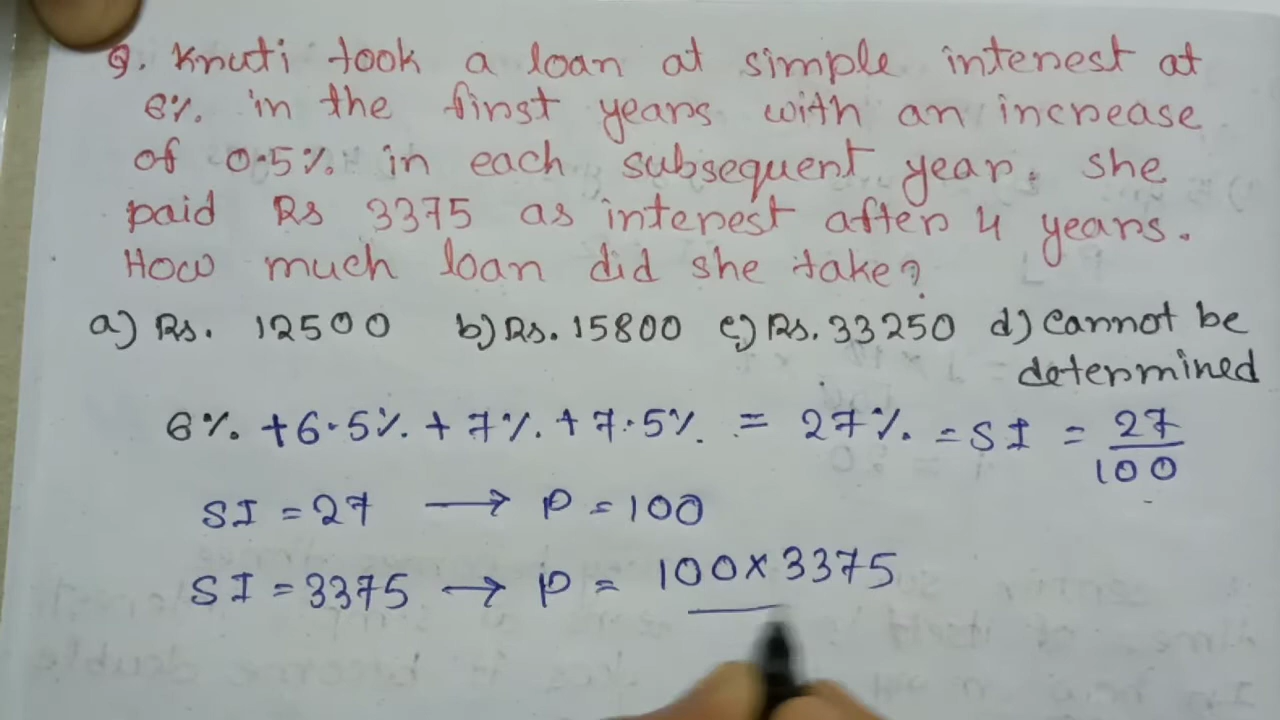 Q. Knuti took a loan at simple interest at
6% in the first years with an increase
of 0.5% in each subsequent year. She
paid Rs 3375 as interest after 4 years.
How much loan did she take?
a) Rs. 12500 b) Rs. 15800 c) Rs. 33250 d) Cannot be
determined
6% + 6.5% + 7% + 7.5% = 27% = SI = 27/100
SI = 27 → P = 100
SI = 3375 → P = 100 × 3375